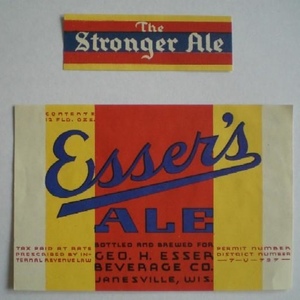 The
Stronger Ale
CONTENTS
12 FLD. OZS.
Esser's
ALE
TAX PAID AT RATE
PRESCRIBED BY IN-
TERNAL REVENUE LAW
BOTTLED AND BREWED FOR
GEO. H. ESSER
BEVERAGE CO.
JANESVILLE, WIS.
PERMIT NUMBER
DISTRICT NUMBER